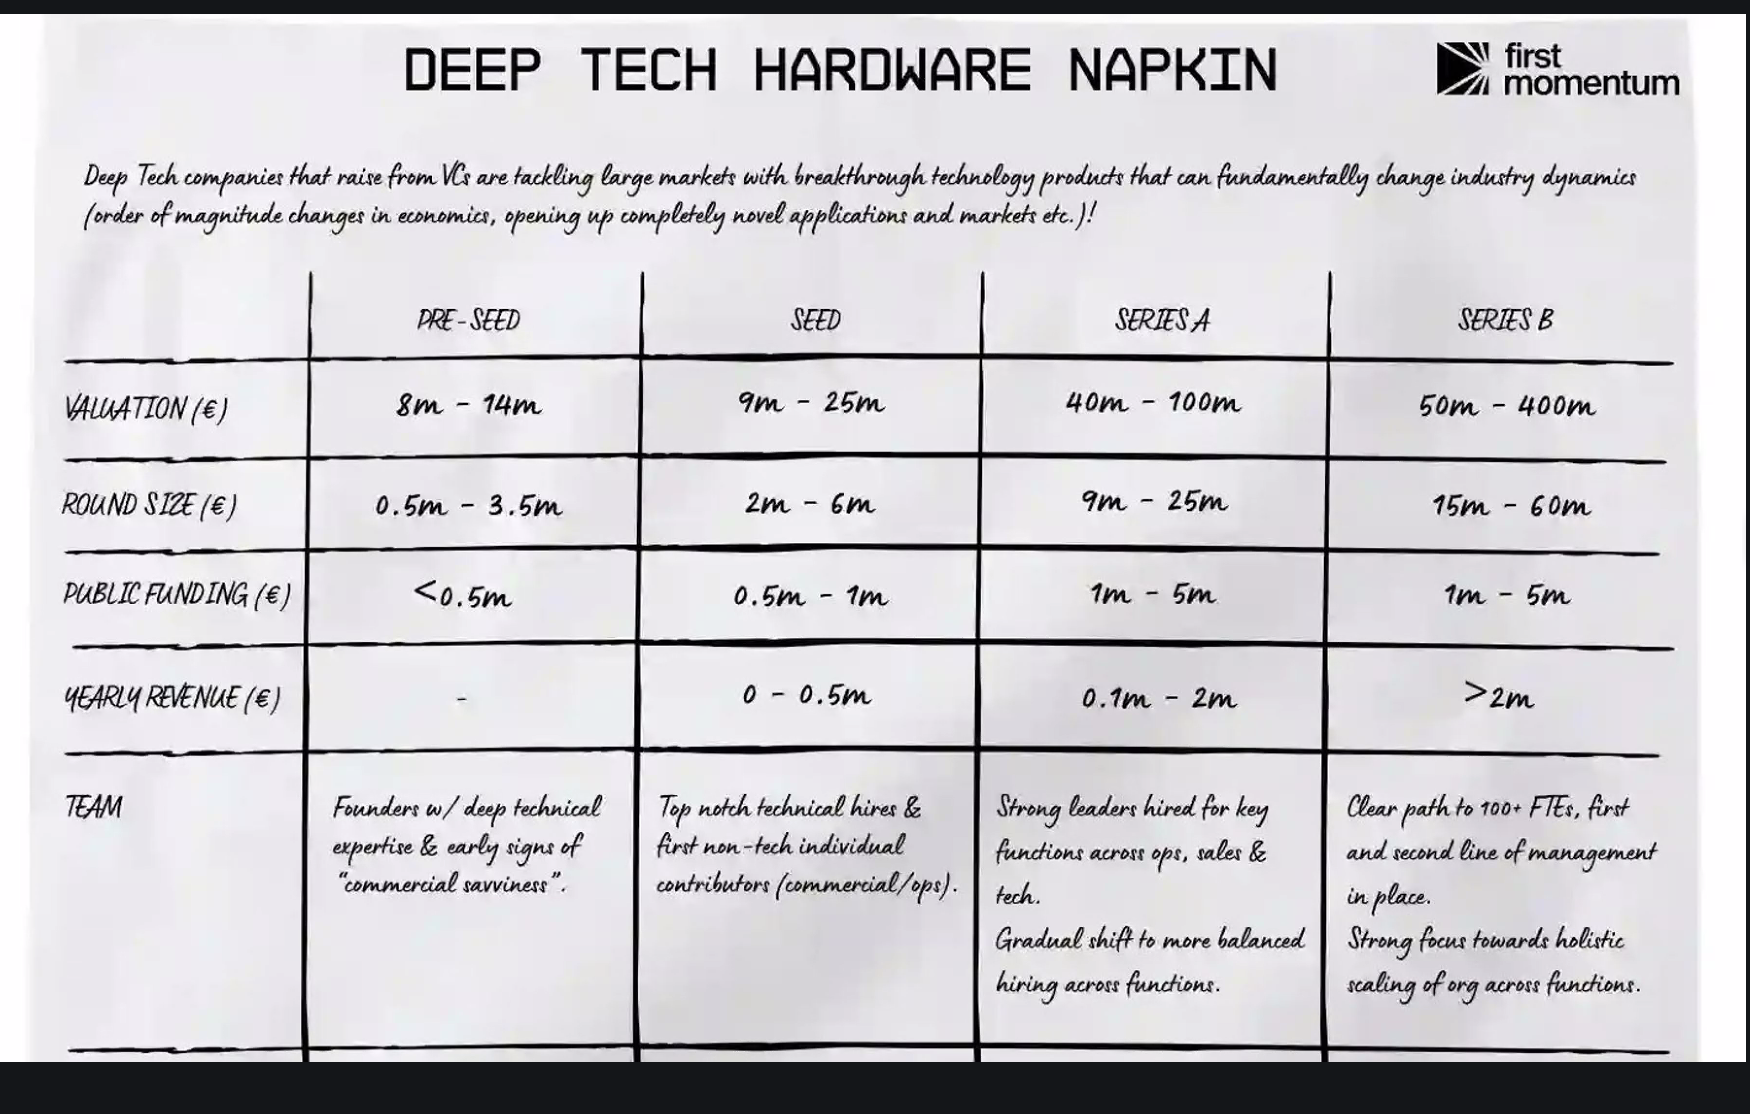 DEEP TECH HARDWARE NAPKIN
first
momentum
Deep Tech companies that raise from VCs are tackling large markets with breakthrough technology products that can fundamentally change industry dynamics
(order of magnitude changes in economics, opening up completely novel applications and markets etc.)!
PRE-SEED SEED SERIES A SERIES B
VALUATION (€) 8m - 14m 9m - 25m 40m - 100m 50m - 400m
ROUND SIZE (€) 0.5m - 3.5m 2m - 6m 9m - 25m 15m - 60m
PUBLIC FUNDING (€) <0.5m 0.5m - 1m 1m - 5m 1m - 5m
YEARLY REVENUE (€) - 0 - 0.5m 0.1m - 2m >2m
TEAM
Founders w/ deep technical
expertise & early signs of
"commercial savviness".
Top notch technical hires &
first non-tech individual
contributors (commercial/ops).
Strong leaders hired for key
functions across ops, sales &
tech.
Gradual shift to more balanced
hiring across functions.
Clear path to 100+ FTEs, first
and second line of management
in place.
Strong focus towards holistic
scaling of org across functions.